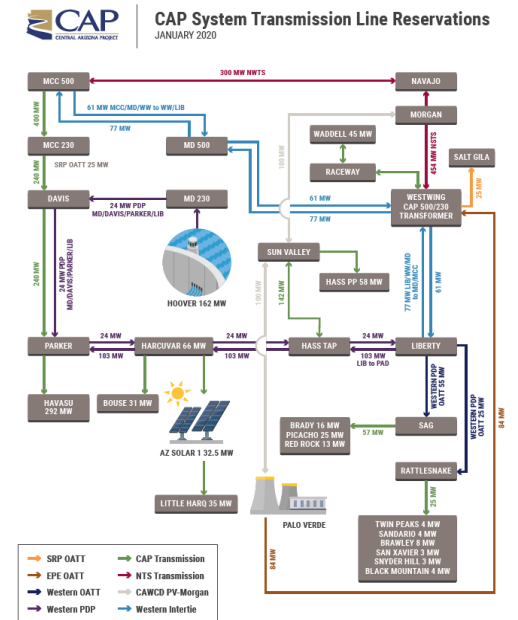 CAP
CENTRAL ARIZONA PROJECT
CAP System Transmission Line Reservations
JANUARY 2020
300 MW NWTS
MCC 500
NAVAJO
400 MW
61 MW MCC/MD/WW to WW/LIB
77 MW
MORGAN
MCC 230
SRP OATT 25 MW
MD 500
WADDELL 45 MW
RACEWAY
100 MW
454 MW NSTS
SALT GILA
25 MW
240 MW
DAVIS
24 MW PDP
MD/DAVIS/PARKER/LIB
MD 230
61 MW
77 MW
WESTWING
CAP 500/230
TRANSFORMER
240 MW
24 MW PDP
MD/DAVIS/PARKER/LIB
HOOVER 162 MW
SUN VALLEY
HASS PP 58 MW
100 MW
142 MW
77 MW LIB/WW/MD
to MD/MCC
61 MW
PARKER
24 MW
103 MW
HARCUVAR 66 MW
24 MW
103 MW
HASS TAP
24 MW
103 MW
LIB to PAD
LIBERTY
HAVASU
292 MW
BOUSE 31 MW
AZ SOLAR 1 32.5 MW
LITTLE HARQ 35 MW
WESTERN PDP
OATT 55 MW
WESTERN PDP
OATT 25 MW
84 MW
BRADY 16 MW
PICACHO 25 MW
RED ROCK 13 MW
57 MW
SAG
RATTLESNAKE
25 MW
PALO VERDE
84 MW
TWIN PEAKS 4 MW
SANDARIO 4 MW
BRAWLEY 8 MW
SAN XAVIER 3 MW
SNYDER HILL 3 MW
BLACK MOUNTAIN 4 MW
SRP OATT
CAP Transmission
EPE OATT
NTS Transmission
Western OATT
CAWCD PV-Morgan
Western PDP
Western Intertie